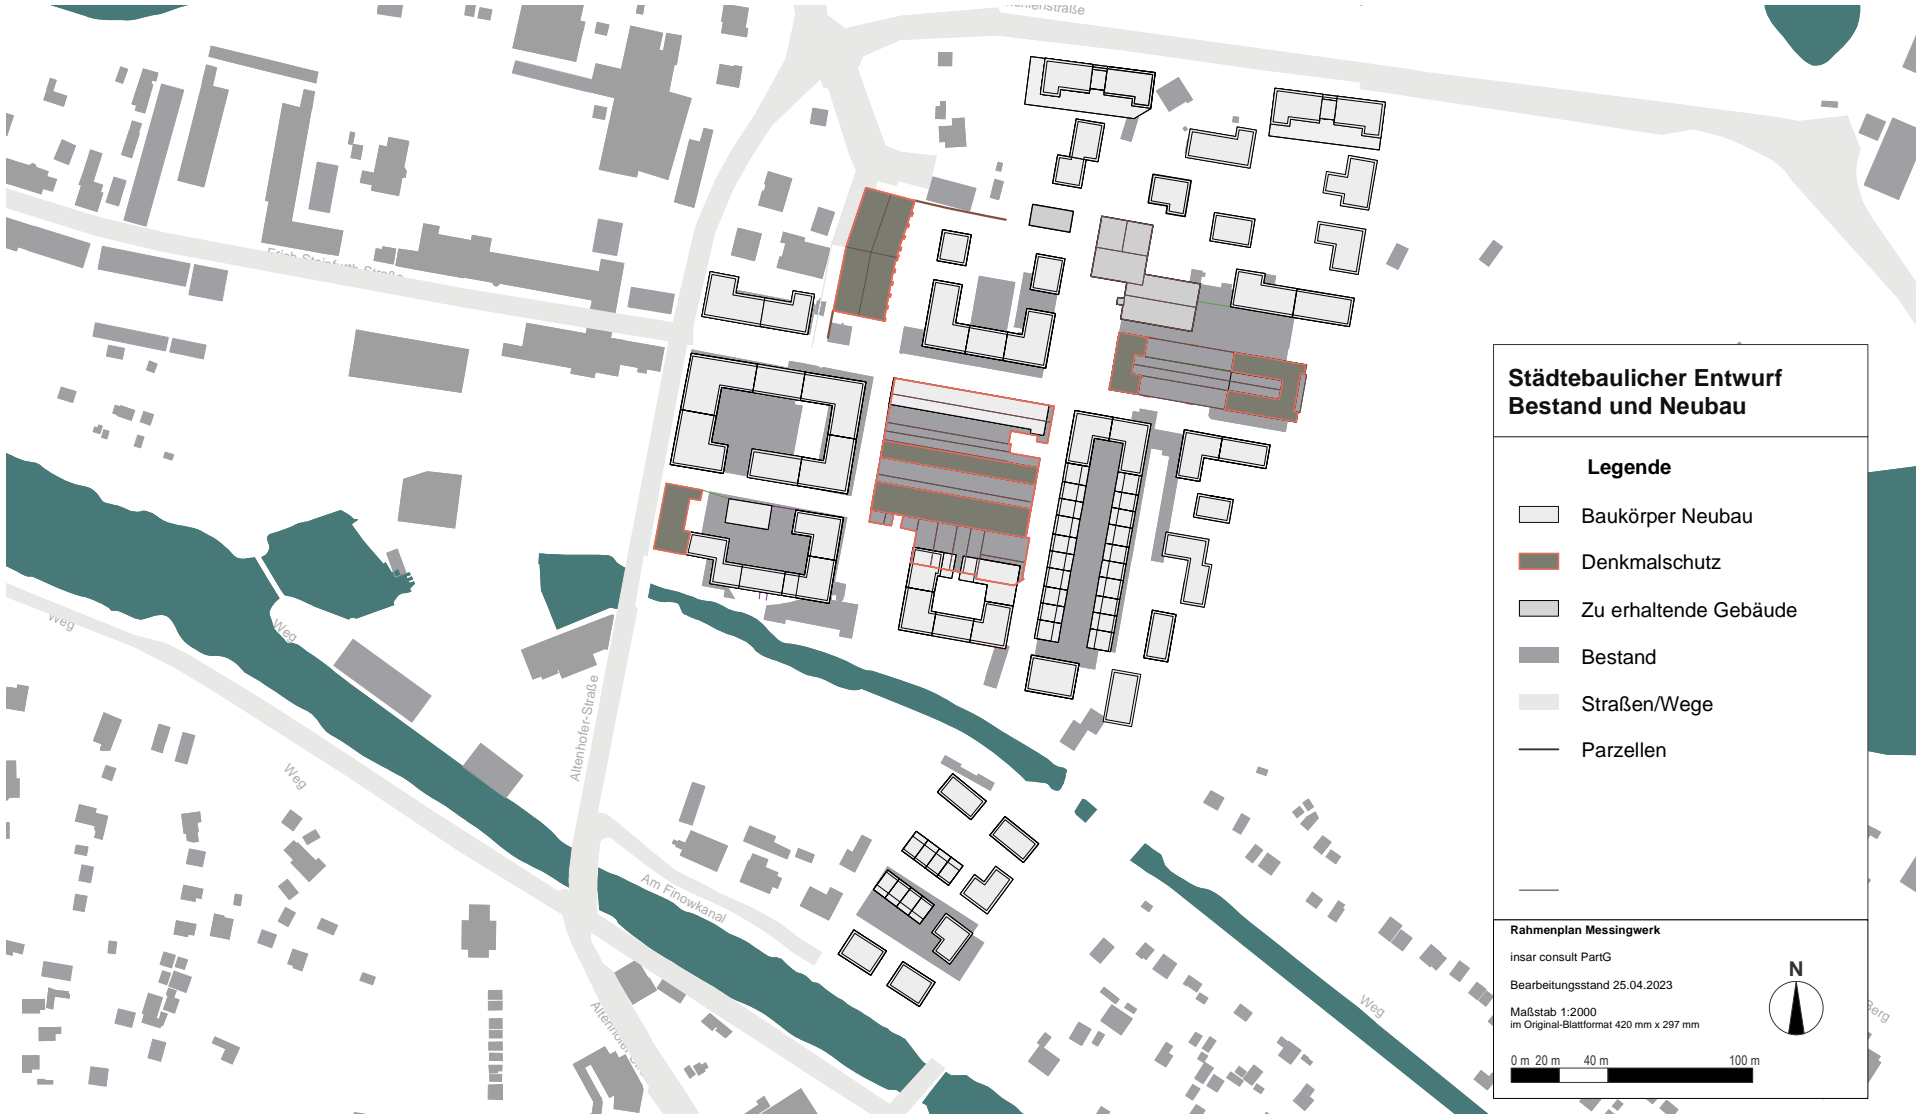 Städtebaulicher Entwurf
Bestand und Neubau
Legende
Baukörper Neubau
Denkmalschutz
Zu erhaltende Gebäude
Bestand
Straßen/Wege
Parzellen
Rahmenplan Messingwerk
insar consult PartG
Bearbeitungsstand 25.04.2023
Maßstab 1:2000
im Original-Blattformat 420 mm x 297 mm
N
0 m 20 m 40 m 100 m
Erich-Steinfurth-Straße
Weg
Weg
Weg
Altenhofer-Straße
Am Finowkanal
Weg